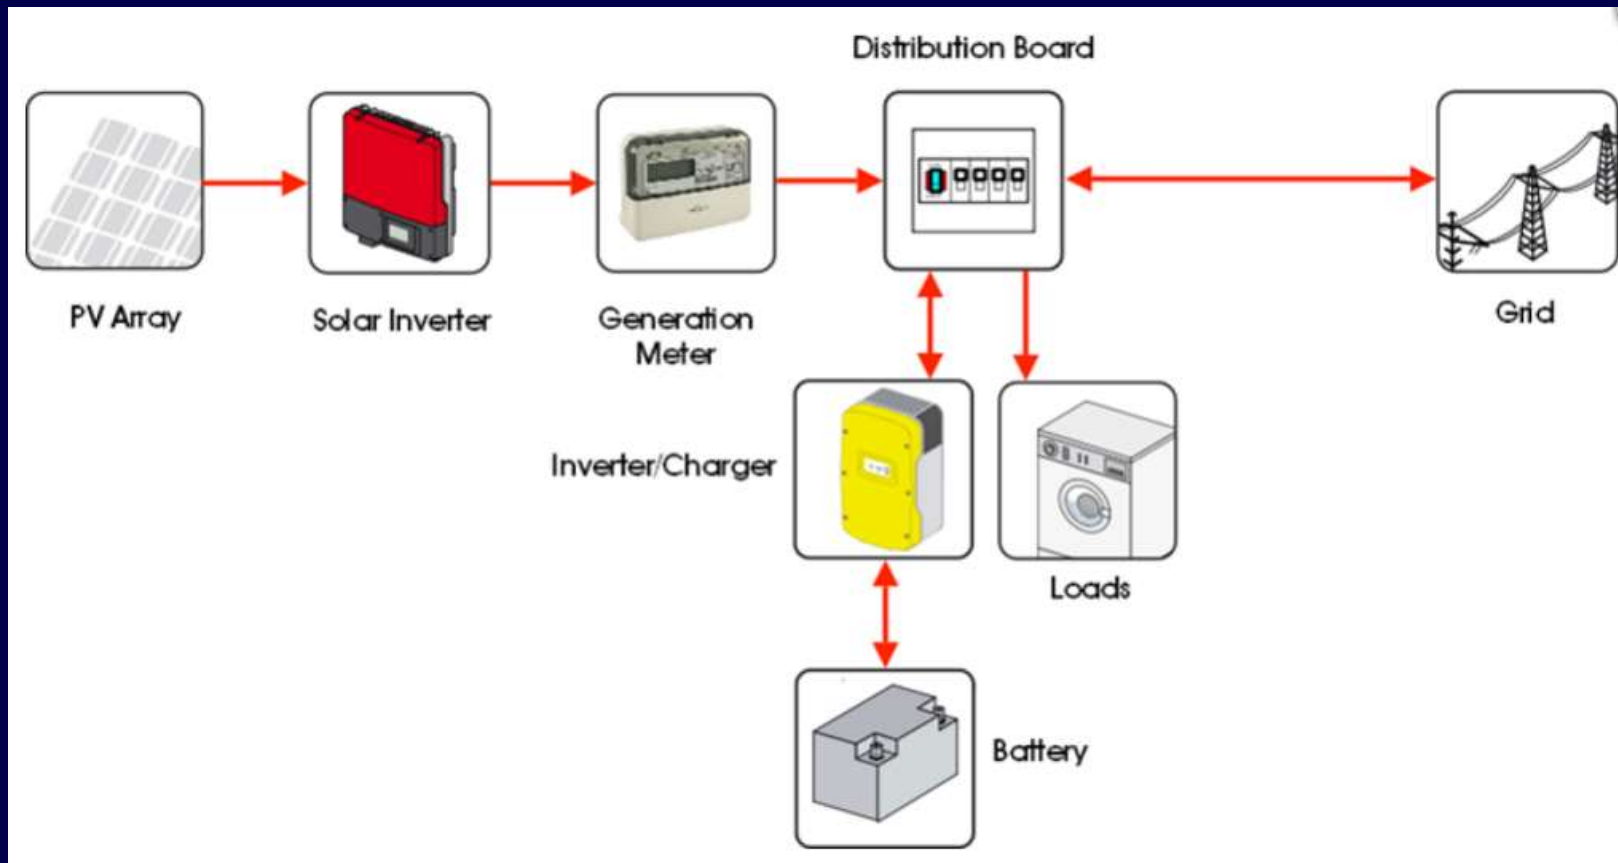 Distribution Board
PV Array
Solar Inverter
Generation
Meter
Grid
Inverter/Charger
Loads
Battery